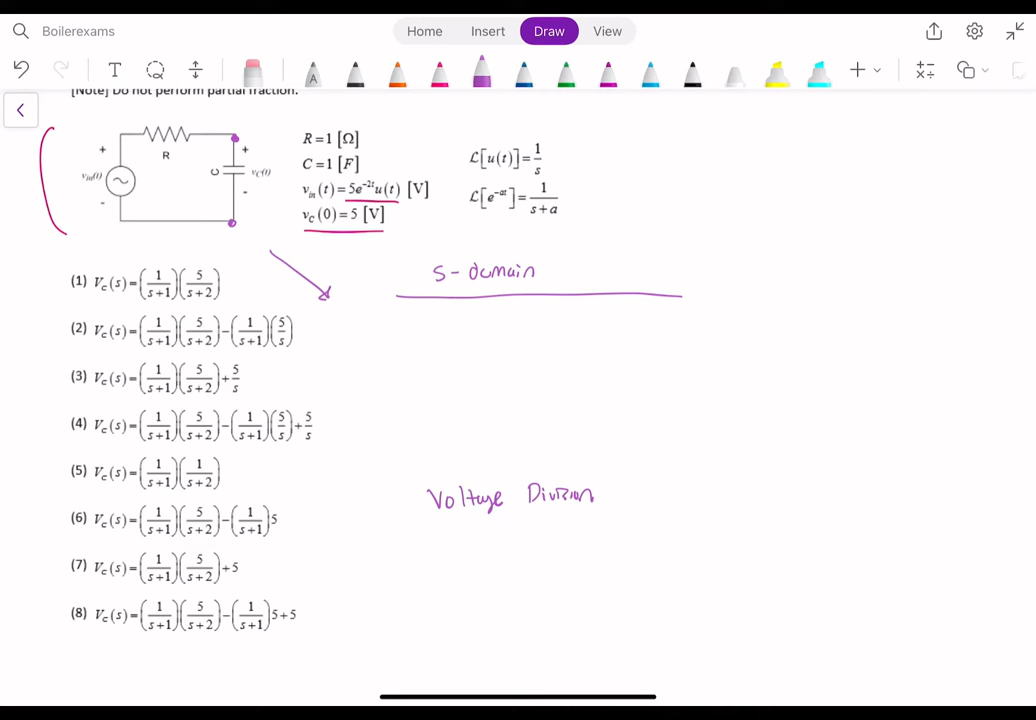 Boilerexams
Home Insert Draw View
[Note] Do not perform partial fraction.
R
C
+
-
v_in(t)
+
-
v_C(t)
R=1 [Ω]
C=1 [F]
v_in(t)=5e^{-2t}u(t) [V]
v_C(0)=5 [V]
ℒ[u(t)]=1/s
ℒ[e^{-at}]=1/(s+a)
s-domain
(1) V_C(s)=(1/(s+1))(5/(s+2))
(2) V_C(s)=(1/(s+1))(5/(s+2))-(1/(s+1))(5/s)
(3) V_C(s)=(1/(s+1))(5/(s+2))+5/s
(4) V_C(s)=(1/(s+1))(5/(s+2))-(1/(s+1))(5/s)+5/s
(5) V_C(s)=(1/(s+1))(1/(s+2))
Voltage Division
(6) V_C(s)=(1/(s+1))(5/(s+2))-(1/(s+1))5
(7) V_C(s)=(1/(s+1))(5/(s+2))+5
(8) V_C(s)=(1/(s+1))(5/(s+2))-(1/(s+1))5+5